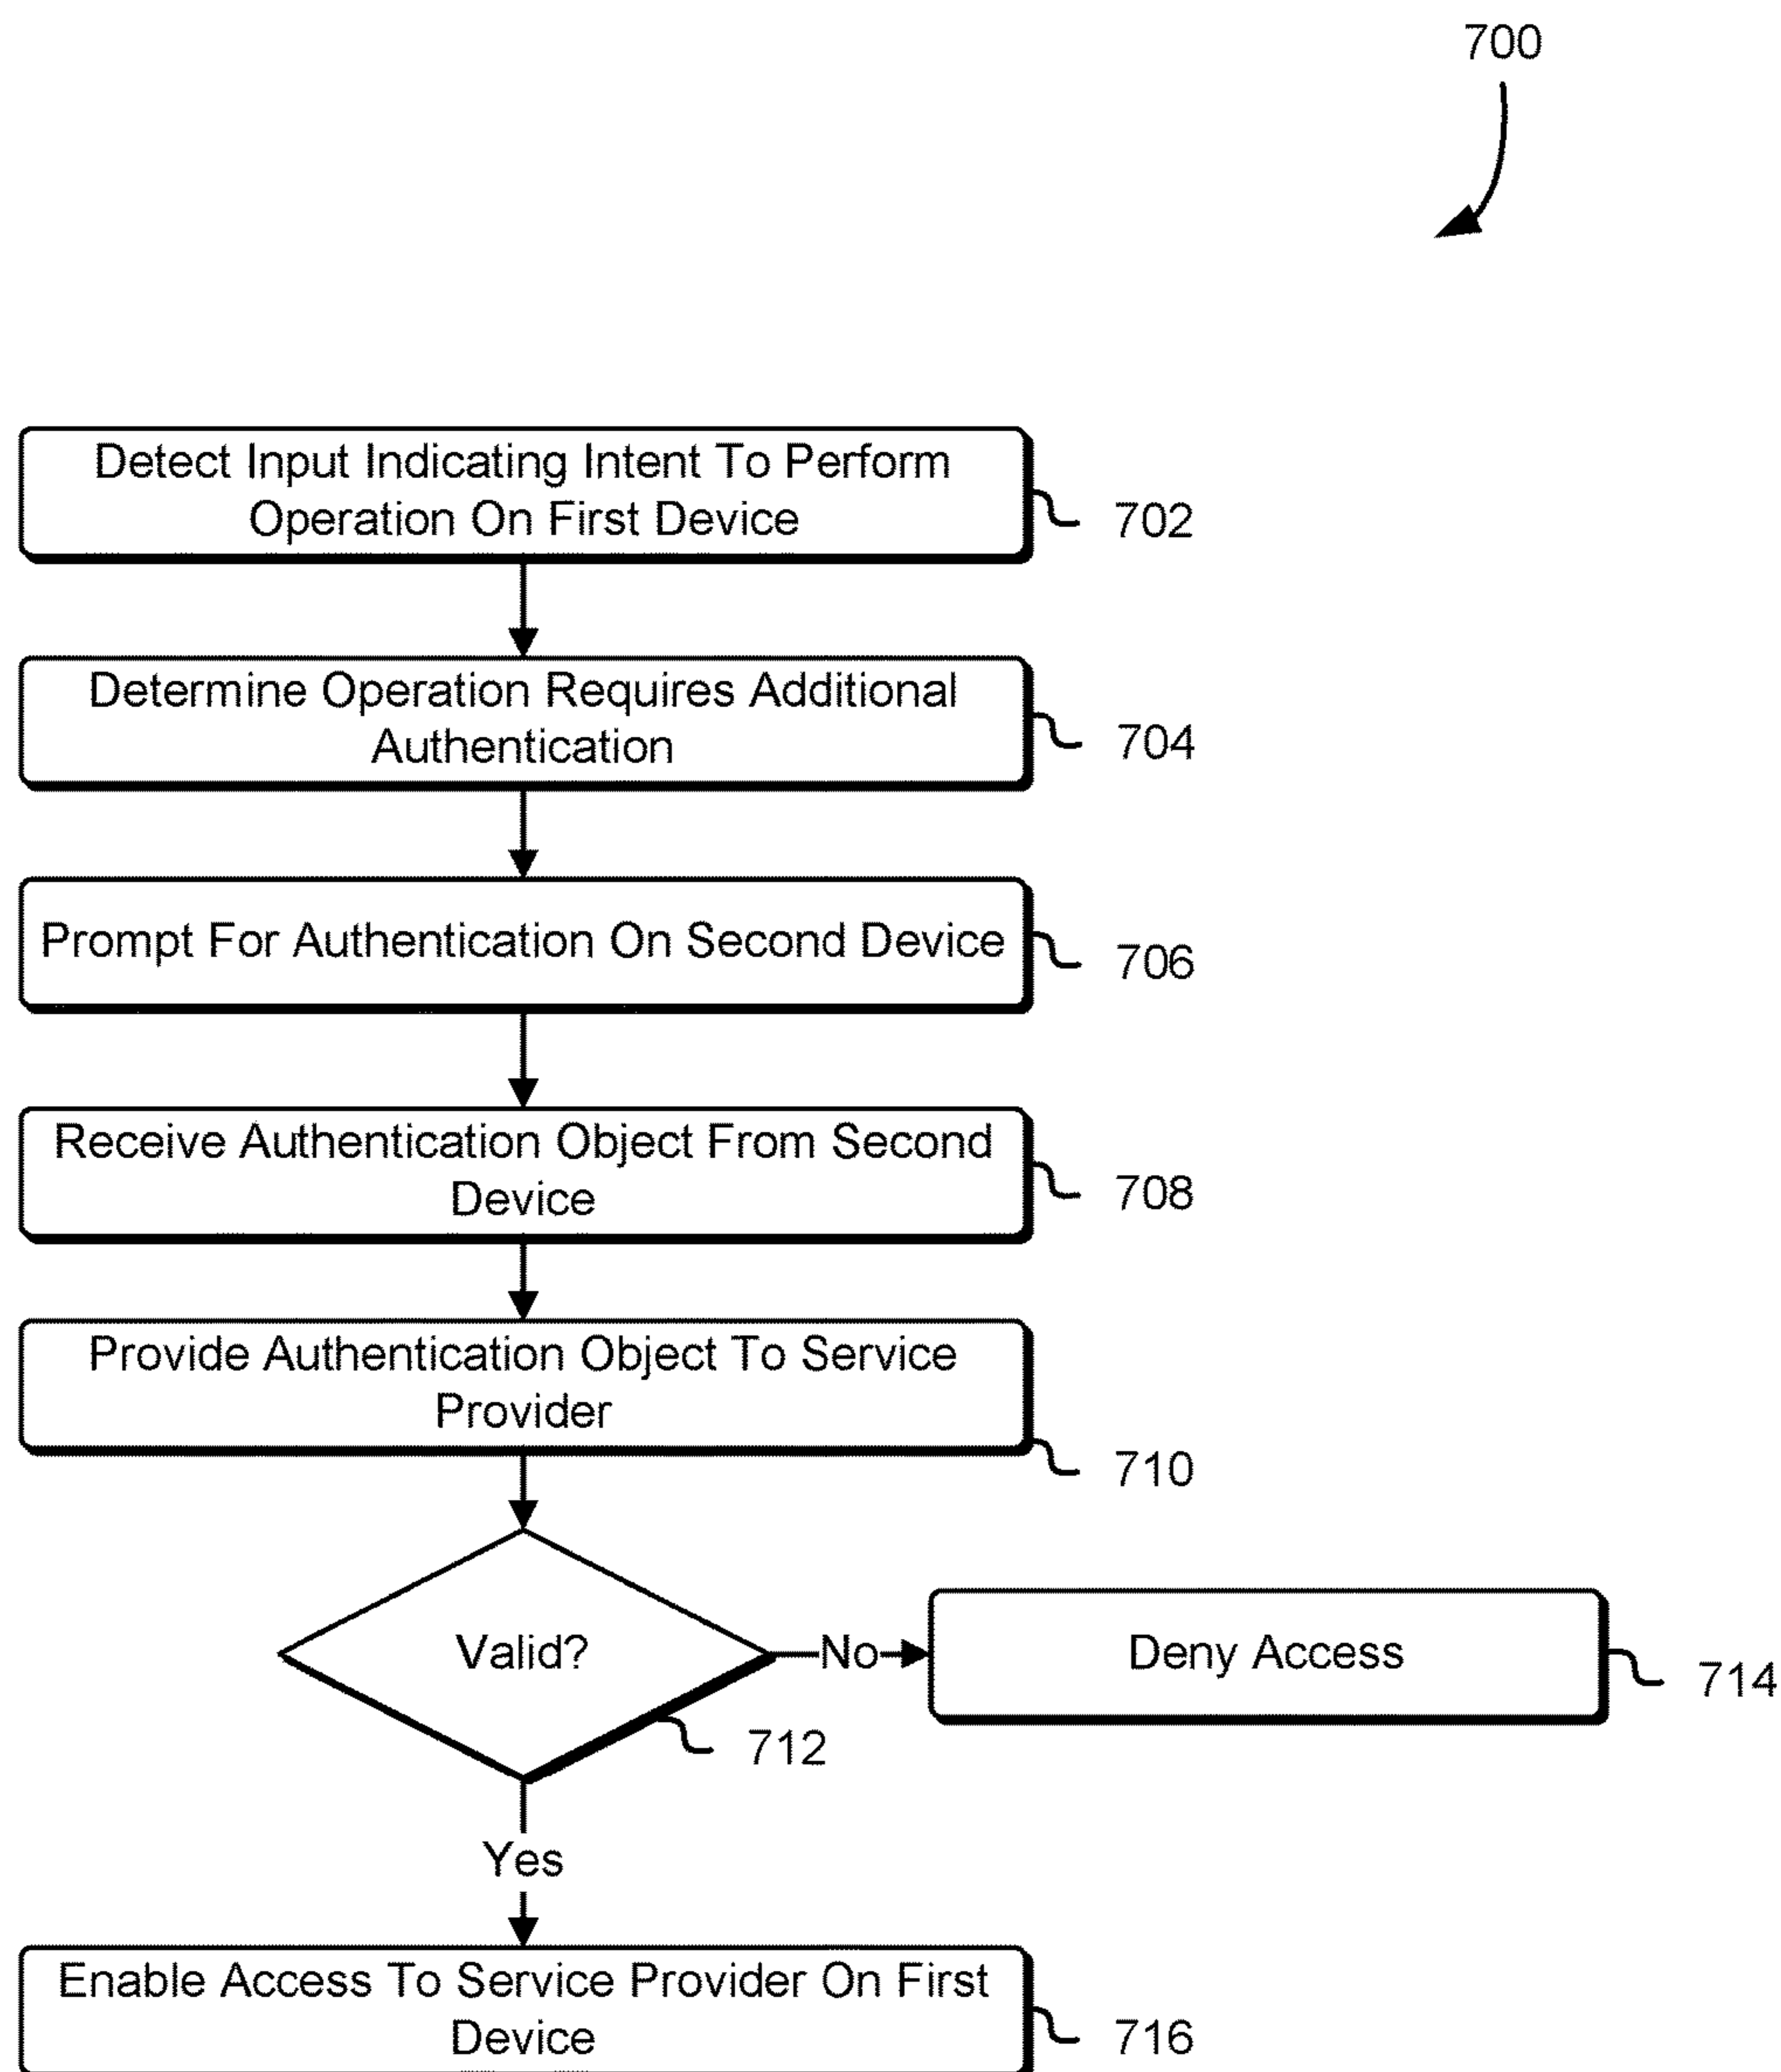 700
Detect Input Indicating Intent To Perform
Operation On First Device
702
Determine Operation Requires Additional
Authentication
704
Prompt For Authentication On Second Device
706
Receive Authentication Object From Second
Device
708
Provide Authentication Object To Service
Provider
710
Valid?
No
Deny Access
714
712
Yes
Enable Access To Service Provider On First
Device
716